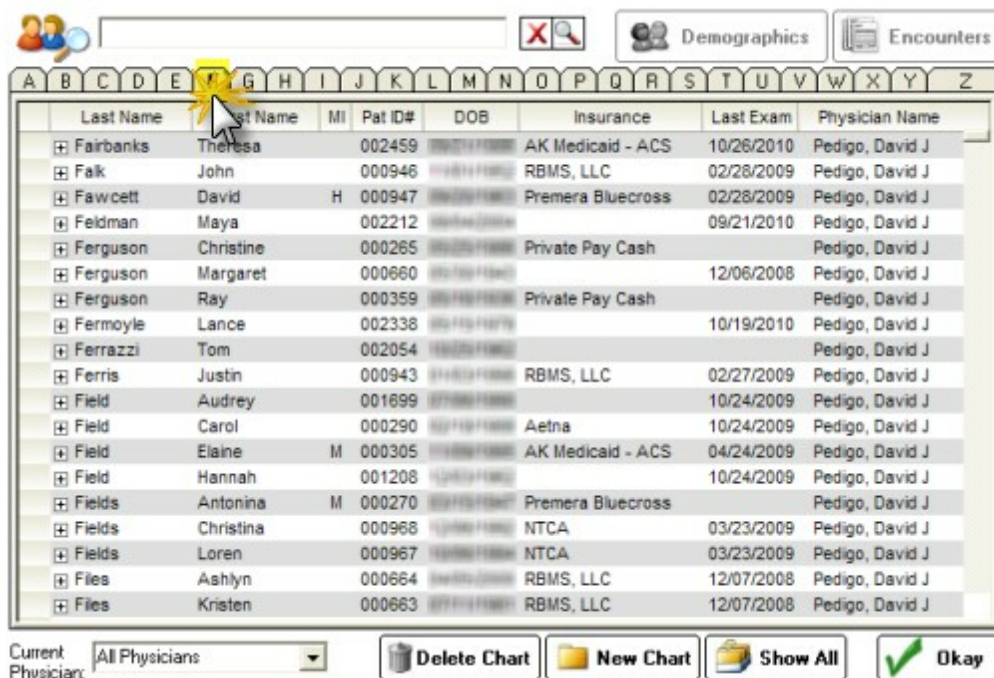 Demographics Encounters
A B C D E F G H I J K L M N O P Q R S T U V W X Y Z
Last Name Name MI Pat ID# DOB Insurance Last Exam Physician Name
Fairbanks Theresa 002459 AK Medicaid - ACS 10/26/2010 Pedigo, David J
Falk John 000946 RBMS, LLC 02/28/2009 Pedigo, David J
Fawcett David H 000947 Premera Bluecross 02/28/2009 Pedigo, David J
Feldman Maya 002212 09/21/2010 Pedigo, David J
Ferguson Christine 000265 Private Pay Cash Pedigo, David J
Ferguson Margaret 000660 12/06/2008 Pedigo, David J
Ferguson Ray 000359 Private Pay Cash Pedigo, David J
Fermoyle Lance 002338 10/19/2010 Pedigo, David J
Ferrazzi Tom 002054 Pedigo, David J
Ferris Justin 000943 RBMS, LLC 02/27/2009 Pedigo, David J
Field Audrey 001699 10/24/2009 Pedigo, David J
Field Carol 000290 Aetna 10/24/2009 Pedigo, David J
Field Elaine M 000305 AK Medicaid - ACS 04/24/2009 Pedigo, David J
Field Hannah 001208 10/24/2009 Pedigo, David J
Fields Antonina M 000270 Premera Bluecross Pedigo, David J
Fields Christina 000968 NTCA 03/23/2009 Pedigo, David J
Fields Loren 000967 NTCA 03/23/2009 Pedigo, David J
Files Ashlyn 000664 RBMS, LLC 12/07/2008 Pedigo, David J
Files Kristen 000663 RBMS, LLC 12/07/2008 Pedigo, David J
Current Physician: All Physicians Delete Chart New Chart Show All Okay